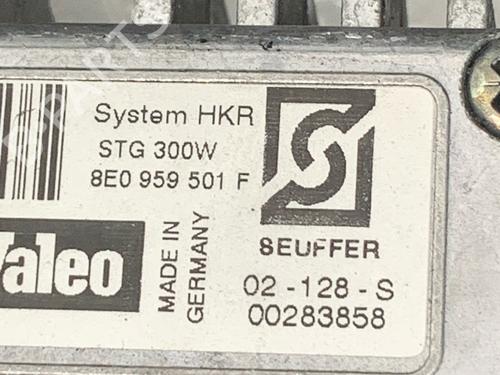 System HKR
STG 300W
8E0 959 501 F
SEUFFER
Valeo
MADE IN
GERMANY
02-128-S
00283858